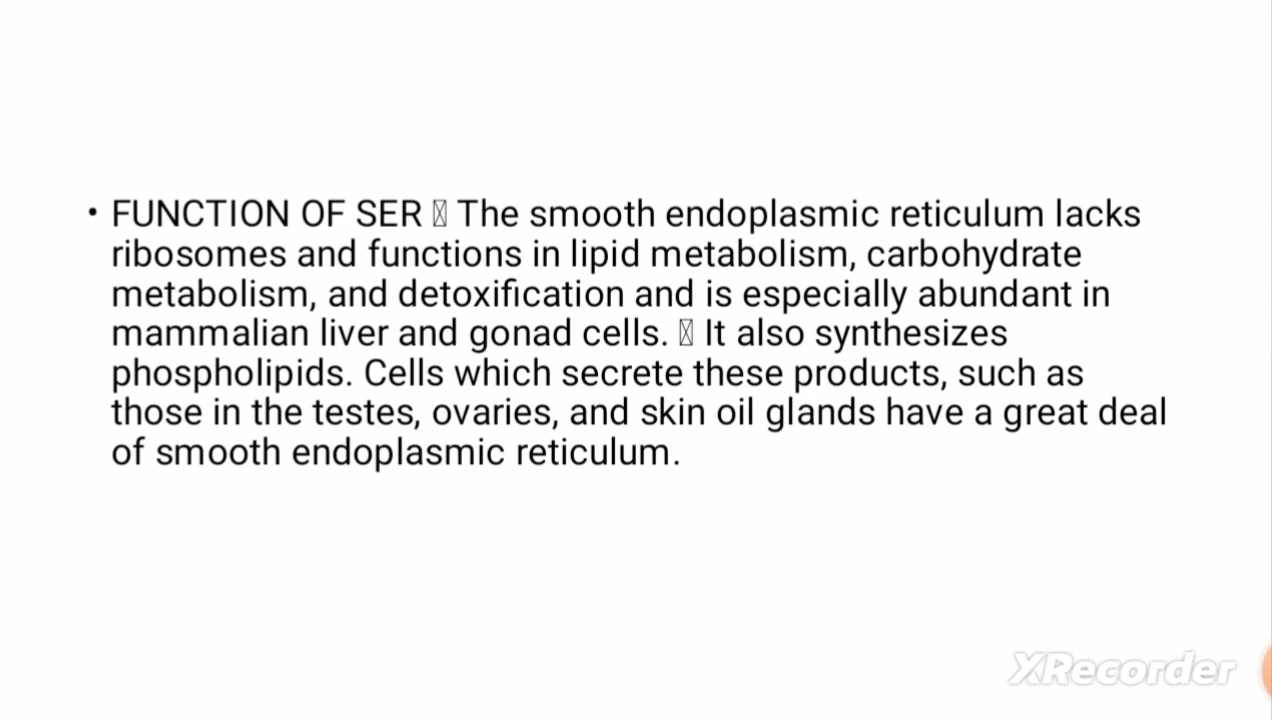 • FUNCTION OF SER  The smooth endoplasmic reticulum lacks
ribosomes and functions in lipid metabolism, carbohydrate
metabolism, and detoxification and is especially abundant in
mammalian liver and gonad cells.  It also synthesizes
phospholipids. Cells which secrete these products, such as
those in the testes, ovaries, and skin oil glands have a great deal
of smooth endoplasmic reticulum.
XRecorder